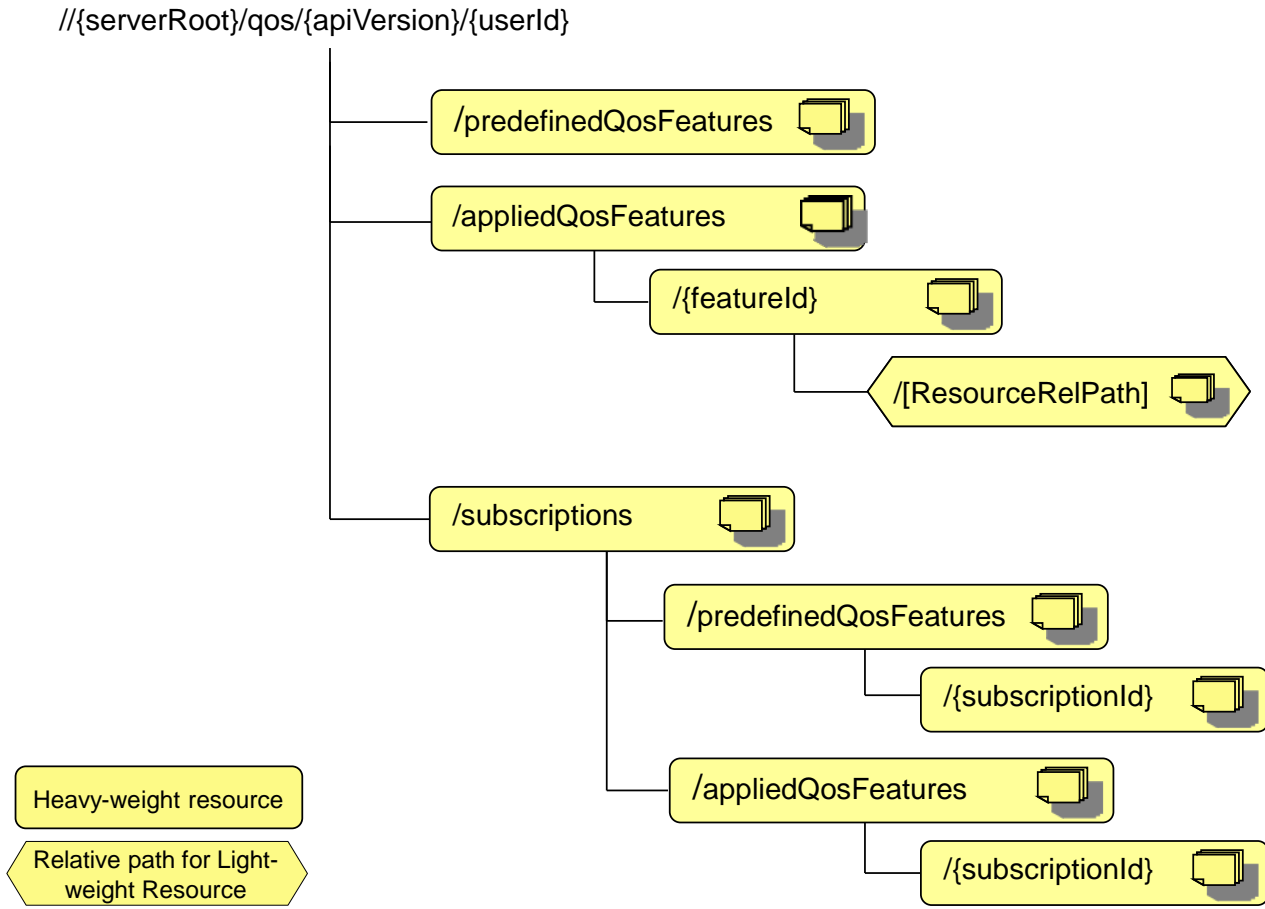 //{serverRoot}/qos/{apiVersion}/{userId}
/predefinedQosFeatures
/appliedQosFeatures
/{featureId}
/[ResourceRelPath]
/subscriptions
/predefinedQosFeatures
/{subscriptionId}
/appliedQosFeatures
/{subscriptionId}
Heavy-weight resource
Relative path for Light-
weight Resource